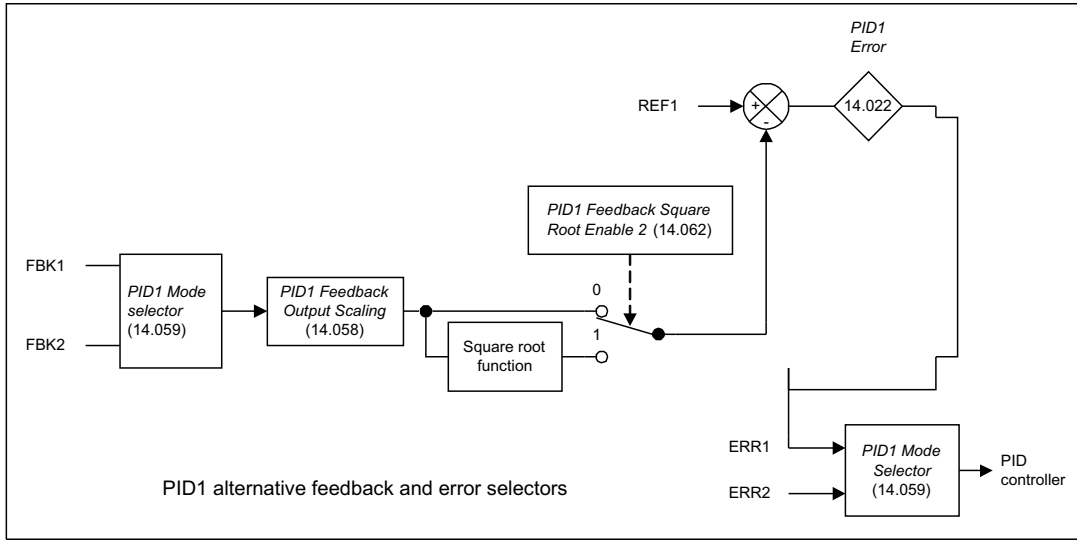 PID1
Error
REF1
+
-
14.022
PID1 Feedback Square
Root Enable 2 (14.062)
FBK1
FBK2
PID1 Mode
selector
(14.059)
PID1 Feedback
Output Scaling
(14.058)
0
1
Square root
function
ERR1
ERR2
PID1 Mode
Selector
(14.059)
PID
controller
PID1 alternative feedback and error selectors